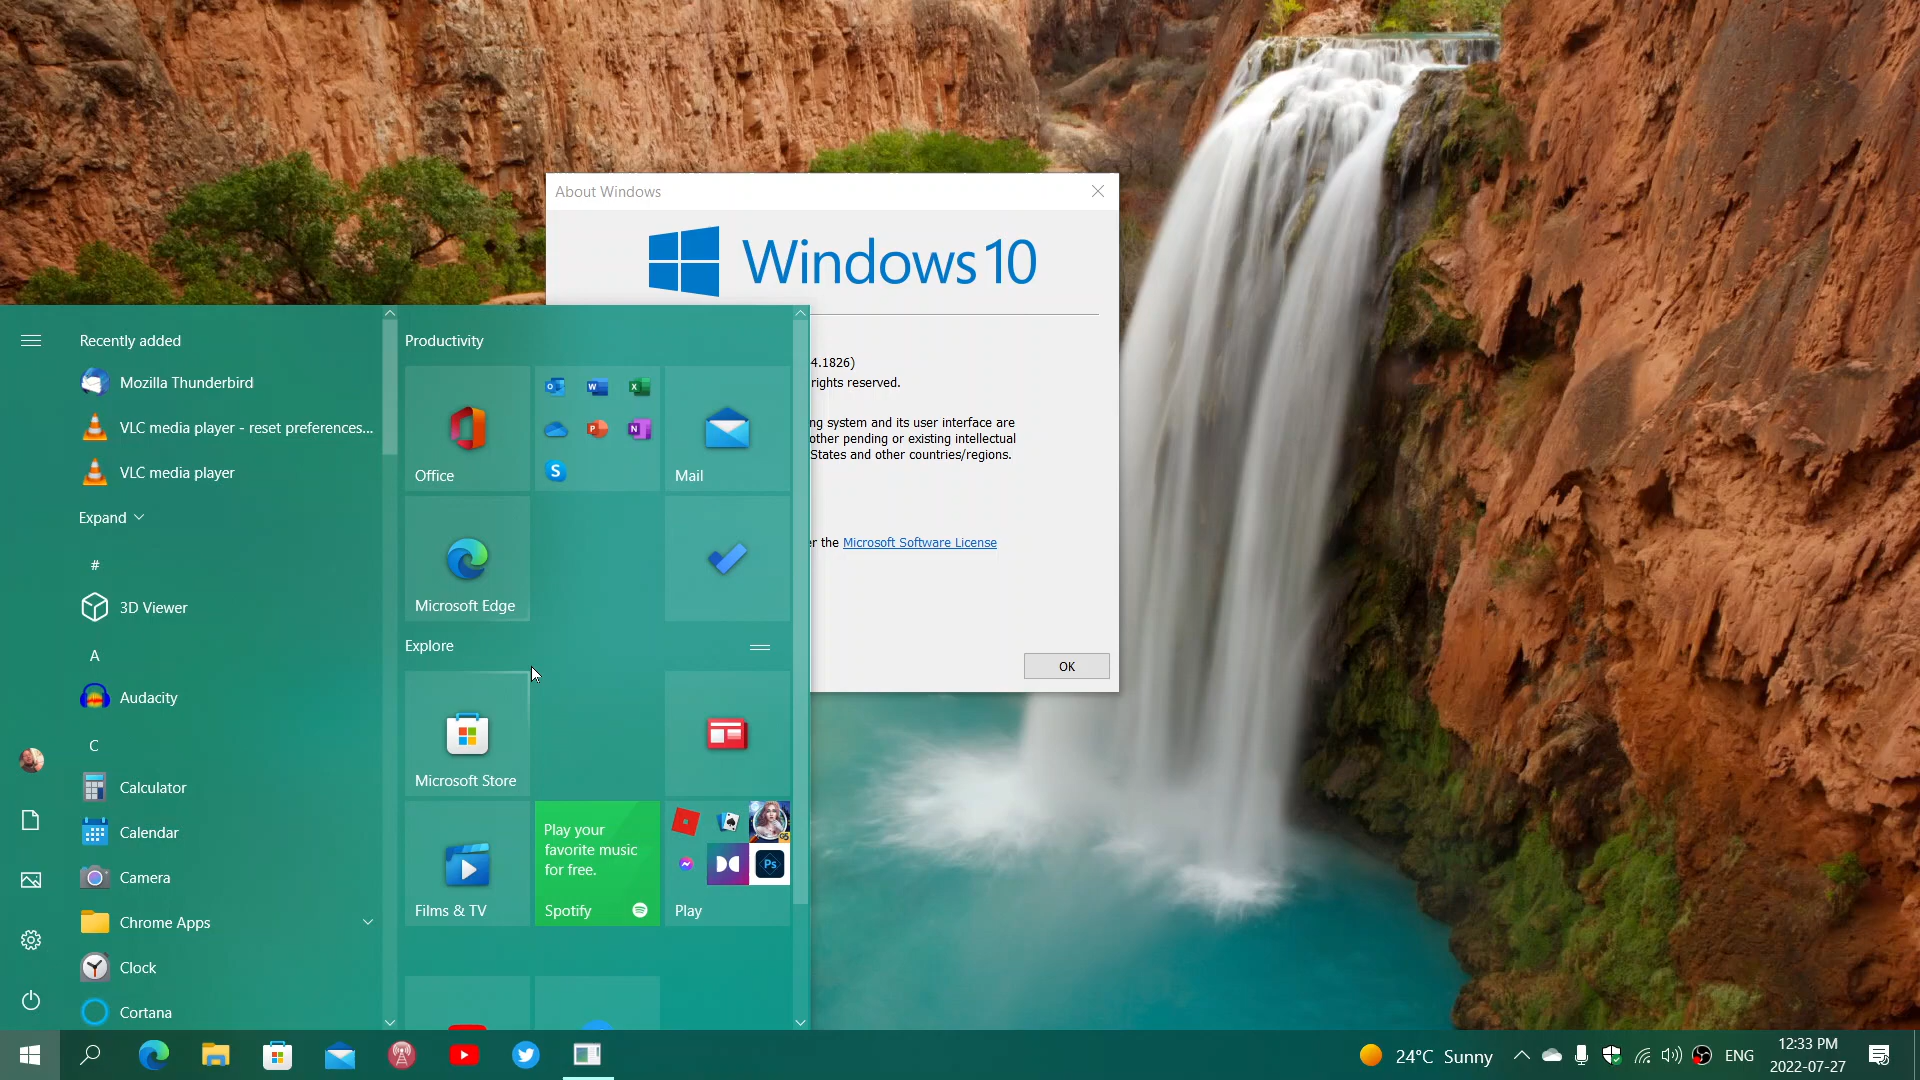 About Windows
Windows 10
4.1826)
rights reserved.
ng system and its user interface are
other pending or existing intellectual
States and other countries/regions.
er the Microsoft Software License
OK
Recently added
Mozilla Thunderbird
VLC media player - reset preferences...
VLC media player
Expand
#
3D Viewer
A
Audacity
C
Calculator
Calendar
Camera
Chrome Apps
Clock
Cortana
Productivity
Office
Mail
Microsoft Edge
Explore
Microsoft Store
Films & TV
Play your
favorite music
for free.
Spotify
Ps
Play
24°C Sunny
ENG
12:33 PM
2022-07-27